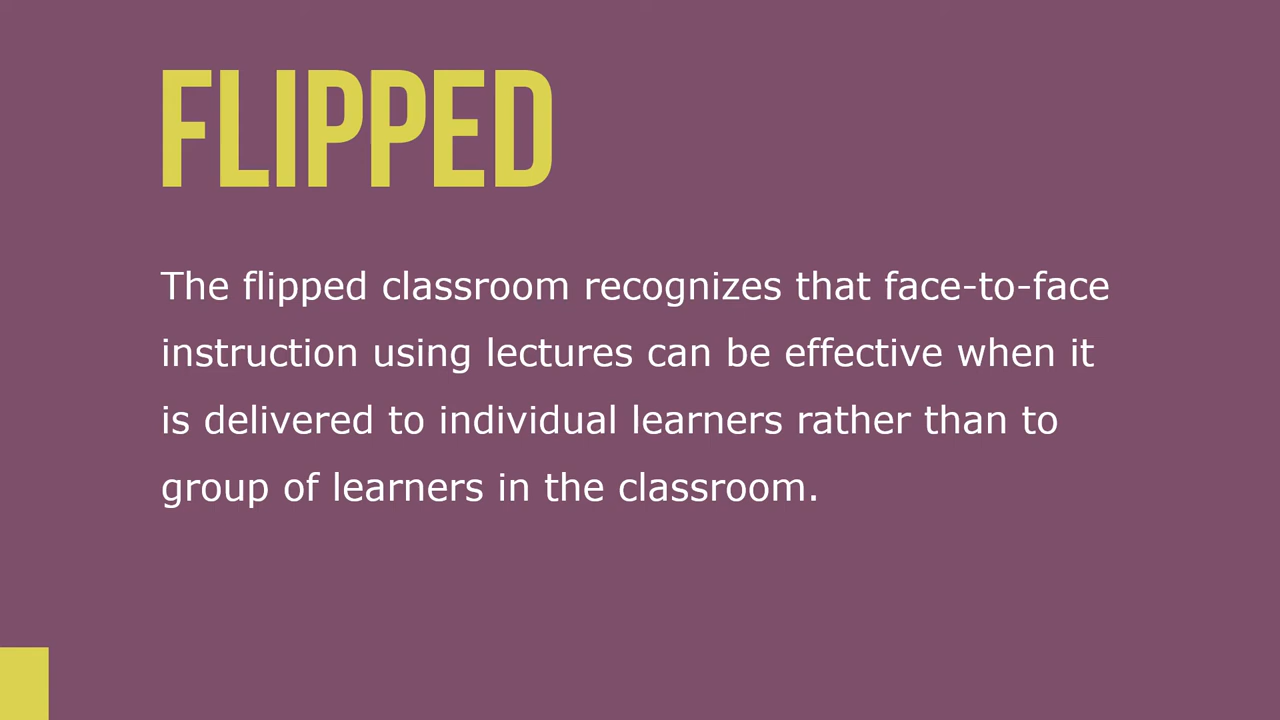 FLIPPED
The flipped classroom recognizes that face-to-face
instruction using lectures can be effective when it
is delivered to individual learners rather than to
group of learners in the classroom.